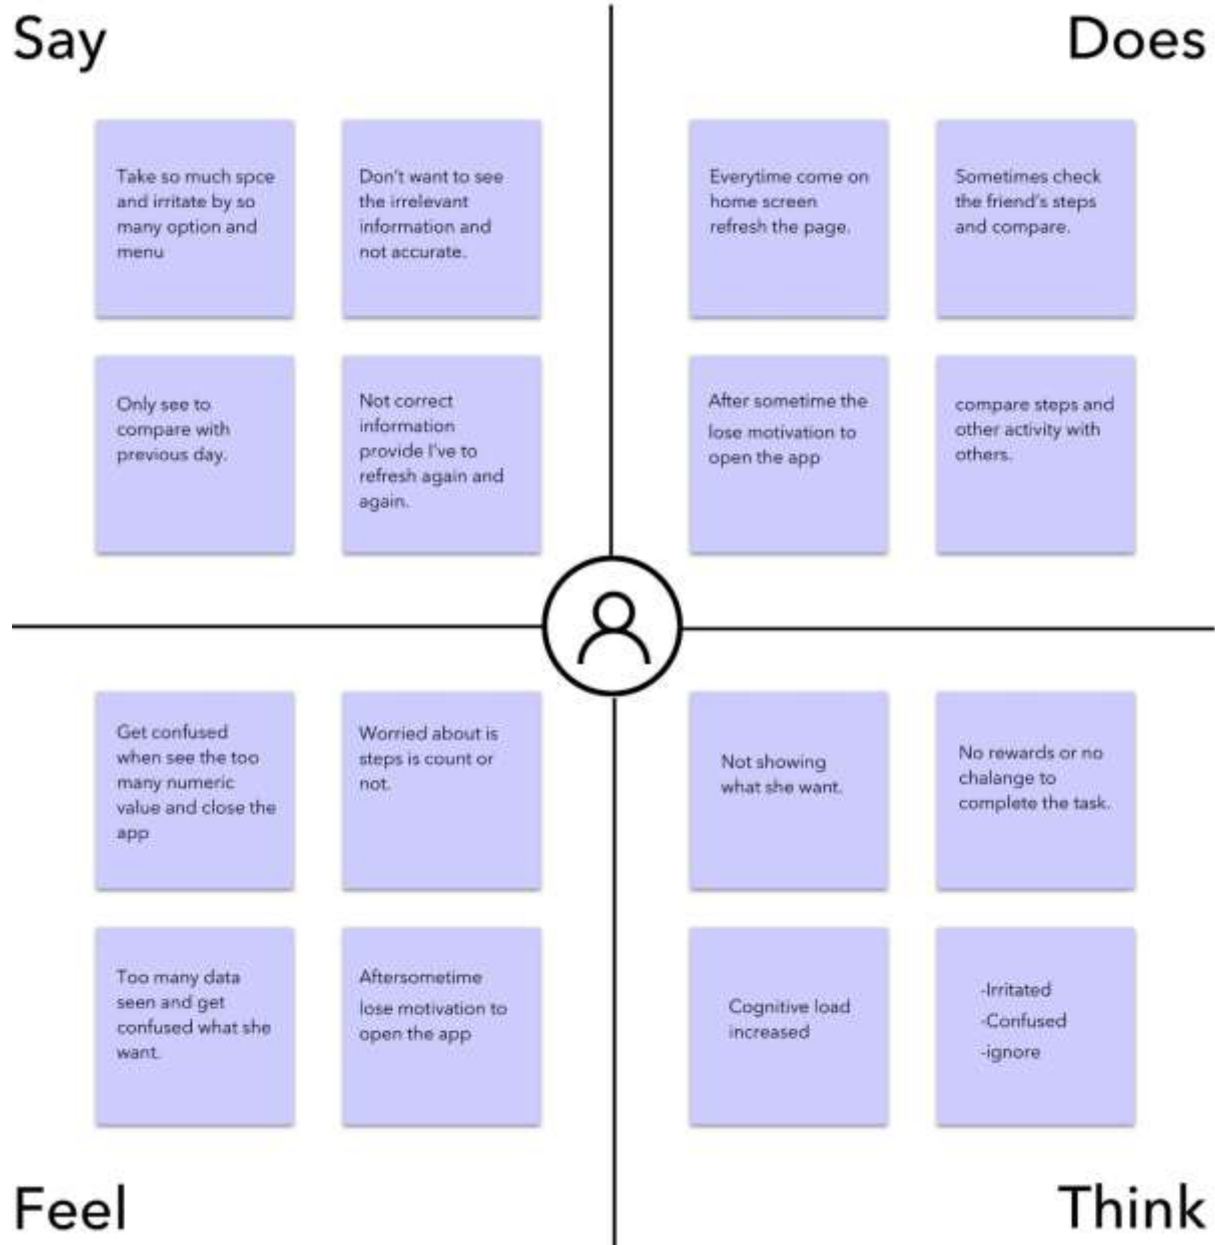 Say
Does
Take so much spce
and irritate by so
many option and
menu
Don't want to see
the irrelevant
information and
not accurate.
Everytime come on
home screen
refresh the page.
Sometimes check
the friend's steps
and compare.
Only see to
compare with
previous day.
Not correct
information
provide I've to
refresh again and
again.
After sometime the
lose motivation to
open the app
compare steps and
other activity with
others.
Get confused
when see the too
many numeric
value and close the
app
Worried about is
steps is count or
not.
Not showing
what she want.
No rewards or no
chalange to
complete the task.
Too many data
seen and get
confused what she
want.
Aftersometime
lose motivation to
open the app
Cognitive load
increased
-Irritated
-Confused
-ignore
Feel
Think